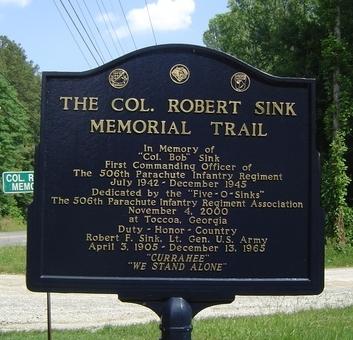 THE COL. ROBERT SINK
MEMORIAL TRAIL
In Memory of
"Col. Bob" Sink
First Commanding Officer of
The 506th Parachute Infantry Regiment
July 1942 - December 1945
Dedicated by the "Five-O-Sinks"
The 506th Parachute Infantry Regiment Association
November 4, 2000
at Toccoa, Georgia
Duty - Honor - Country
Robert F. Sink, Lt. Gen. U.S. Army
April 3, 1905 - December 13, 1965
"CURRAHEE"
"WE STAND ALONE"
COL. R
MEMO